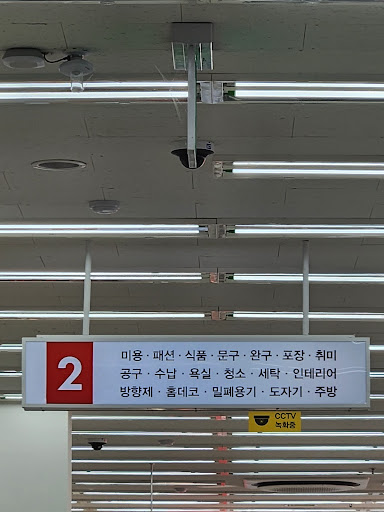 2
미용 · 패션 · 식품 · 문구 · 완구 · 포장 · 취미
공구 · 수납 · 욕실 · 청소 · 세탁 · 인테리어
방향제 · 홈데코 · 밀폐용기 · 도자기 · 주방
CCTV
녹화중